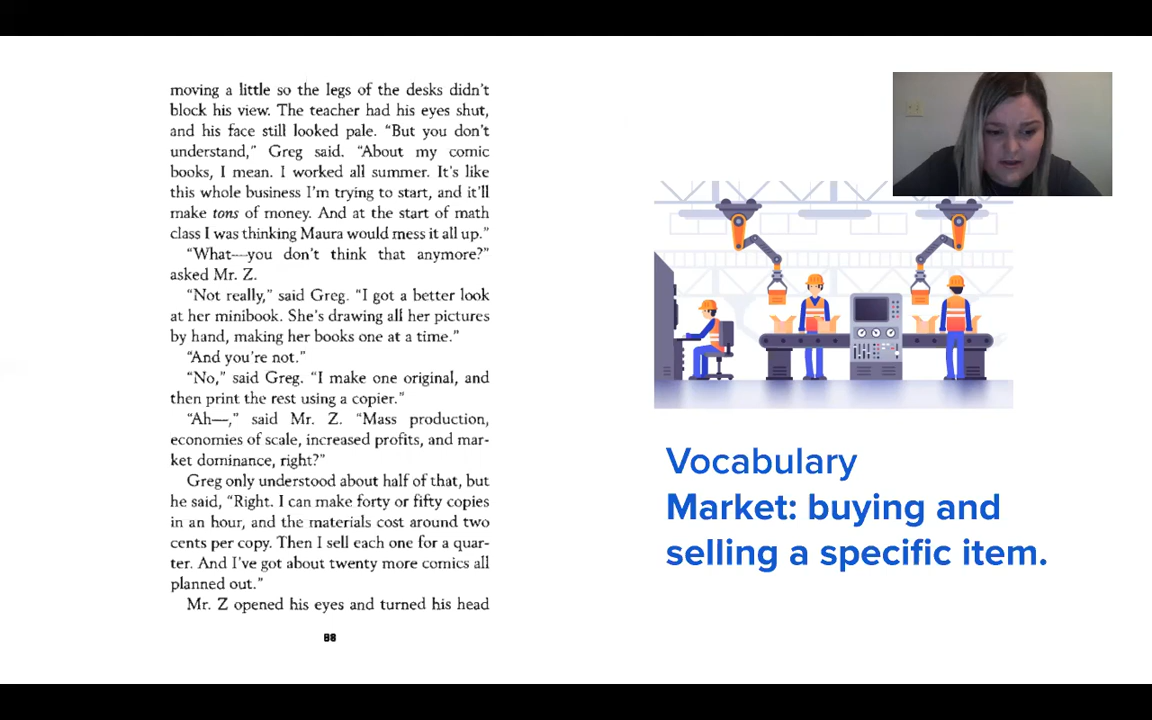 moving a little so the legs of the desks didn't
block his view. The teacher had his eyes shut,
and his face still looked pale. “But you don't
understand,” Greg said. “About my comic
books, I mean. I worked all summer. It's like
this whole business I'm trying to start, and it'll
make tons of money. And at the start of math
class I was thinking Maura would mess it all up.”
“What—you don't think that anymore?”
asked Mr. Z.
“Not really,” said Greg. “I got a better look
at her minibook. She's drawing all her pictures
by hand, making her books one at a time.”
“And you're not.”
“No,” said Greg. “I make one original, and
then print the rest using a copier.”
“Ah—,” said Mr. Z. “Mass production,
economies of scale, increased profits, and mar-
ket dominance, right?”
Greg only understood about half of that, but
he said, “Right. I can make forty or fifty copies
in an hour, and the materials cost around two
cents per copy. Then I sell each one for a quar-
ter. And I've got about twenty more comics all
planned out.”
Mr. Z opened his eyes and turned his head
88
Vocabulary
Market: buying and
selling a specific item.